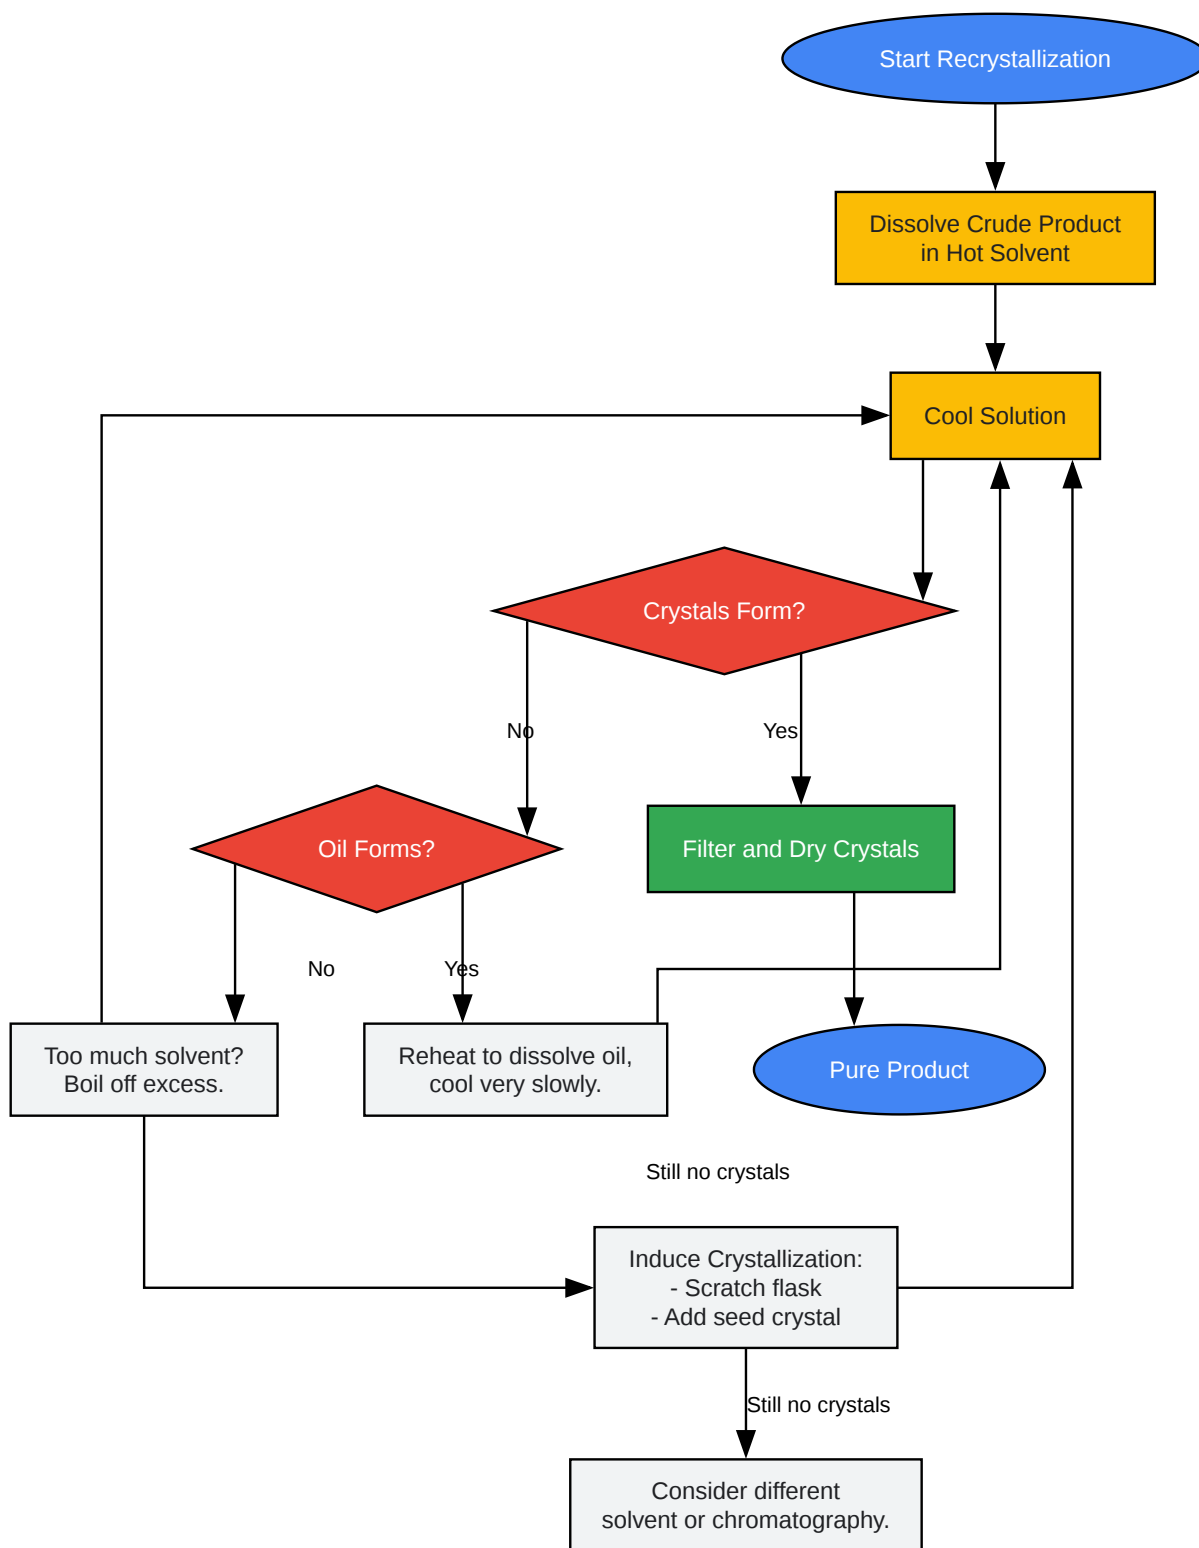 Start Recrystallization
Dissolve Crude Product
in Hot Solvent
Cool Solution
Crystals Form?
No
Yes
Oil Forms?
Filter and Dry Crystals
No
Yes
Too much solvent?
Boil off excess.
Reheat to dissolve oil,
cool very slowly.
Pure Product
Still no crystals
Induce Crystallization:
- Scratch flask
- Add seed crystal
Still no crystals
Consider different
solvent or chromatography.